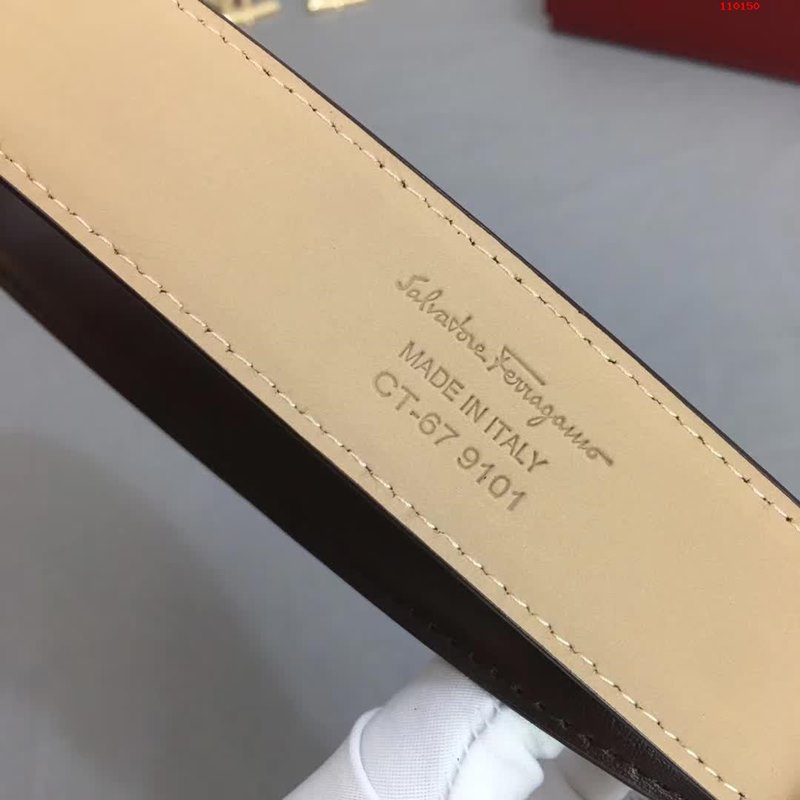 110150
Salvatore Ferragamo
MADE IN ITALY
CT-67 9101